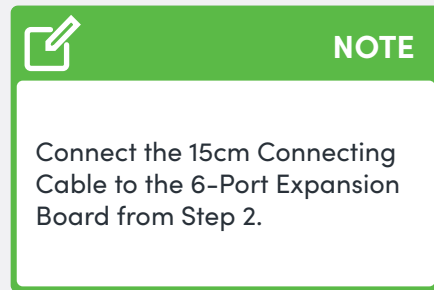 NOTE
Connect the 15cm Connecting
Cable to the 6-Port Expansion
Board from Step 2.